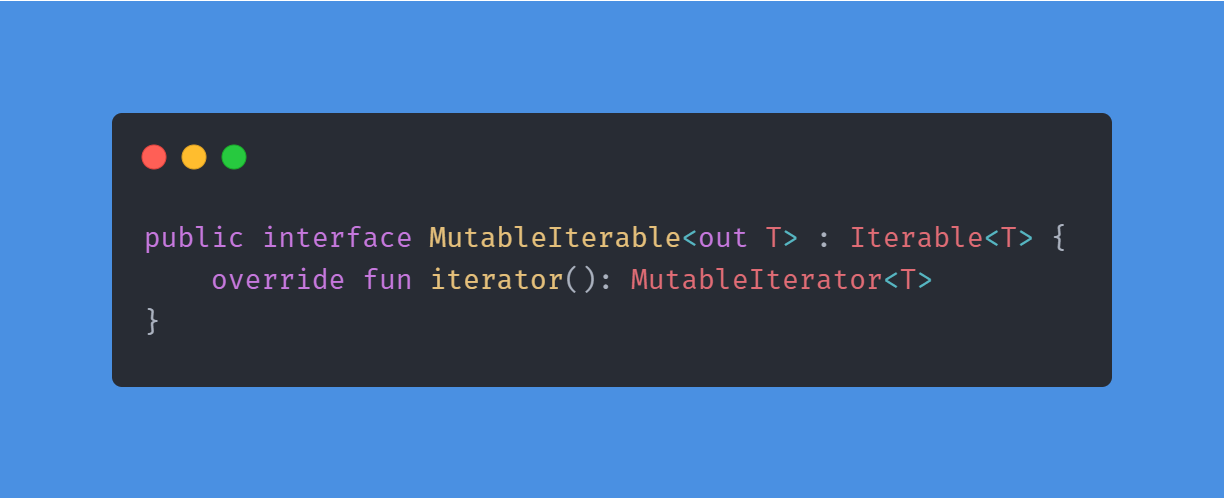 public interface MutableIterable<out T> : Iterable<T> {
    override fun iterator(): MutableIterator<T>
}